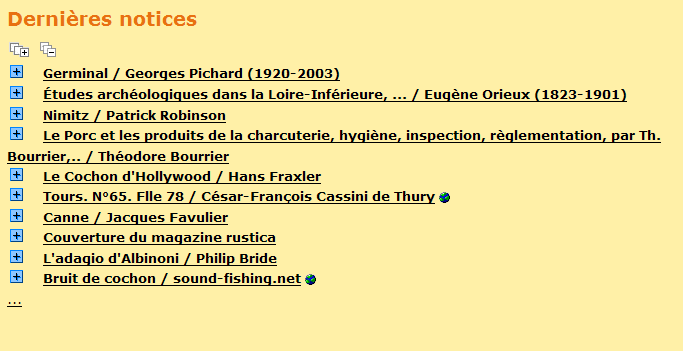 Dernières notices
Germinal / Georges Pichard (1920-2003)
Études archéologiques dans la Loire-Inférieure, ... / Eugène Orieux (1823-1901)
Nimitz / Patrick Robinson
Le Porc et les produits de la charcuterie, hygiène, inspection, règlementation, par Th.
Bourrier,.. / Théodore Bourrier
Le Cochon d'Hollywood / Hans Fraxler
Tours. N°65. Flle 78 / César-François Cassini de Thury
Canne / Jacques Favulier
Couverture du magazine rustica
L'adagio d'Albinoni / Philip Bride
Bruit de cochon / sound-fishing.net
...